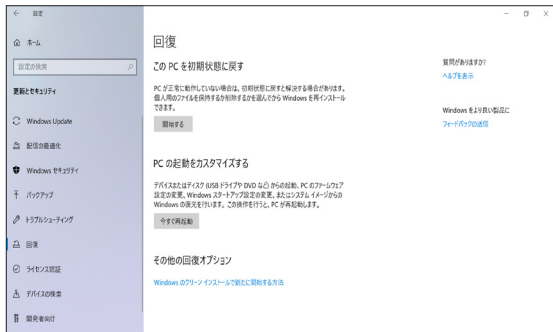 設定
ホーム
設定の検索
更新とセキュリティ
Windows Update
配信の最適化
Windows セキュリティ
バックアップ
トラブルシューティング
回復
ライセンス認証
デバイスの検索
開発者向け
回復
この PC を初期状態に戻す
PC が正常に動作していない場合は、初期状態に戻すと解決する場合があります。
個人用のファイルを保持するか削除するかを選んでから Windows を再インストール
できます。
開始する
PC の起動をカスタマイズする
デバイスまたはディスク (USB ドライブや DVD など) からの起動、PC のファームウェア
設定の変更、Windows スタートアップ設定の変更、またはシステム イメージからの
Windows の復元を行います。この操作を行うと、PC が再起動します。
今すぐ再起動
その他の回復オプション
Windows のクリーン インストールで新たに開始する方法
質問がありますか?
ヘルプを表示
Windows をより良い製品に
フィードバックの送信